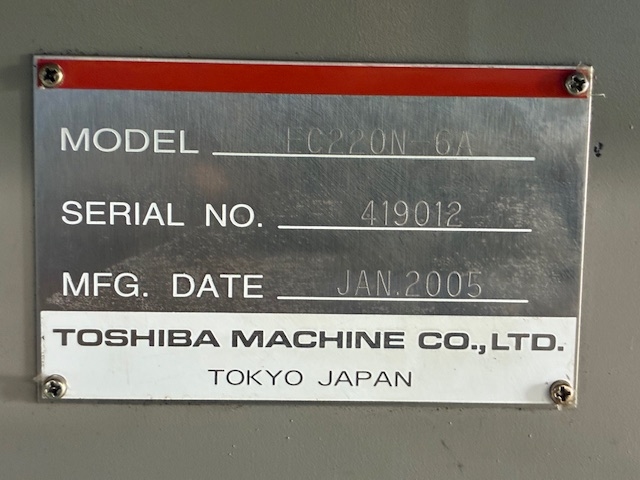 MODEL EC220N 6A
SERIAL NO. 419012
MFG. DATE JAN.2005
TOSHIBA MACHINE CO.,LTD.
TOKYO JAPAN